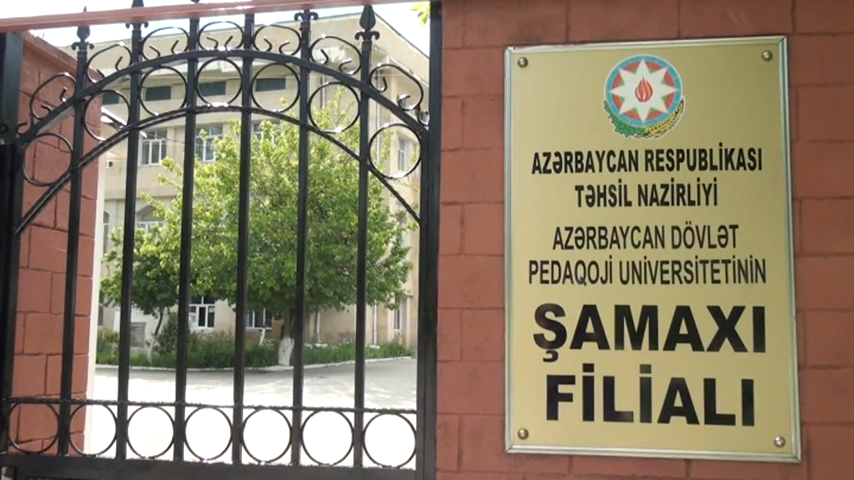 AZƏRBAYCAN RESPUBLİKASI
TƏHSİL NAZİRLİYİ
AZƏRBAYCAN DÖVLƏT
PEDAQOJİ UNİVERSİTETİNİN
ŞAMAXI
FİLİALI